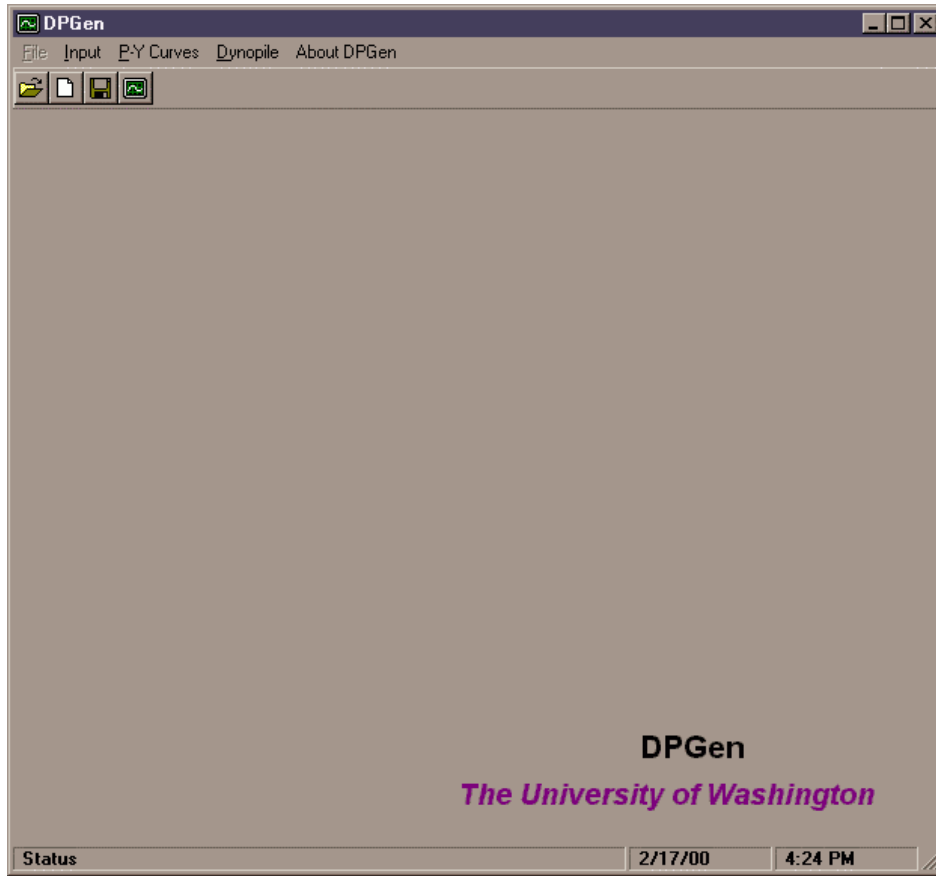 DPGen
File Input P-Y Curves Dynopile About DPGen
DPGen
The University of Washington
Status 2/17/00 4:24 PM